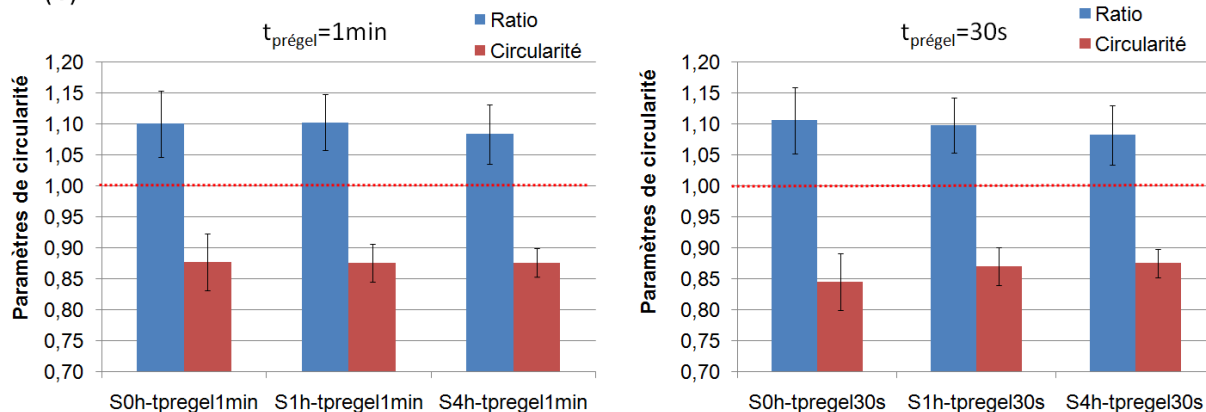 t prégel=1min
Ratio
Circularité
Paramètres de circularité
1,20
1,15
1,10
1,05
1,00
0,95
0,90
0,85
0,80
0,75
0,70
S0h-tpregel1min
S1h-tpregel1min
S4h-tpregel1min
t prégel=30s
Ratio
Circularité
Paramètres de circularité
1,20
1,15
1,10
1,05
1,00
0,95
0,90
0,85
0,80
0,75
0,70
S0h-tpregel30s
S1h-tpregel30s
S4h-tpregel30s